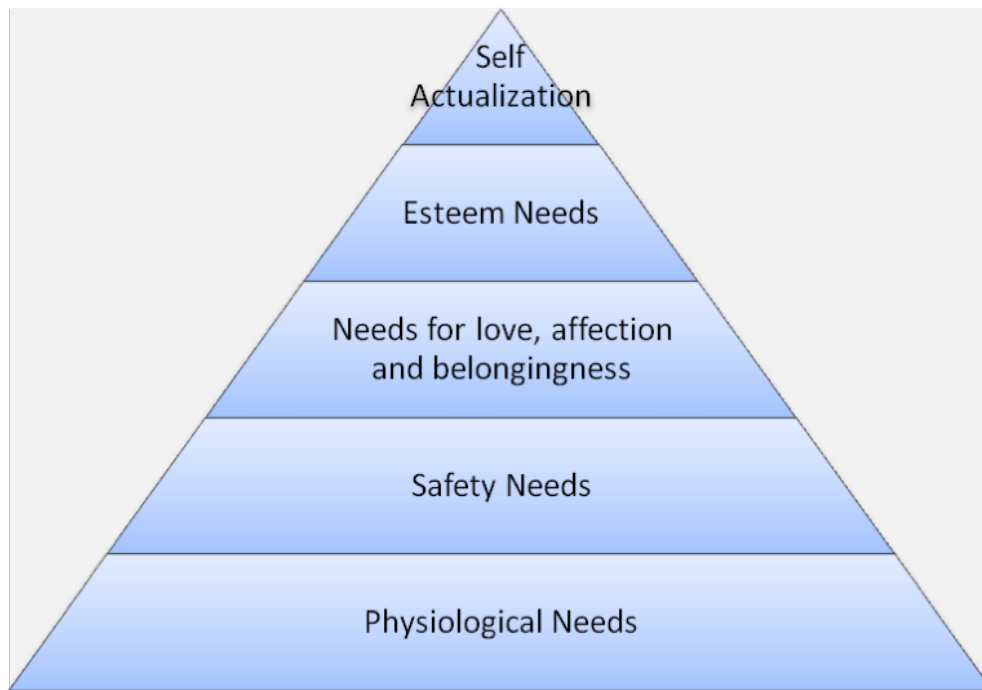 Self
Actualization
Esteem Needs
Needs for love, affection
and belongingness
Safety Needs
Physiological Needs